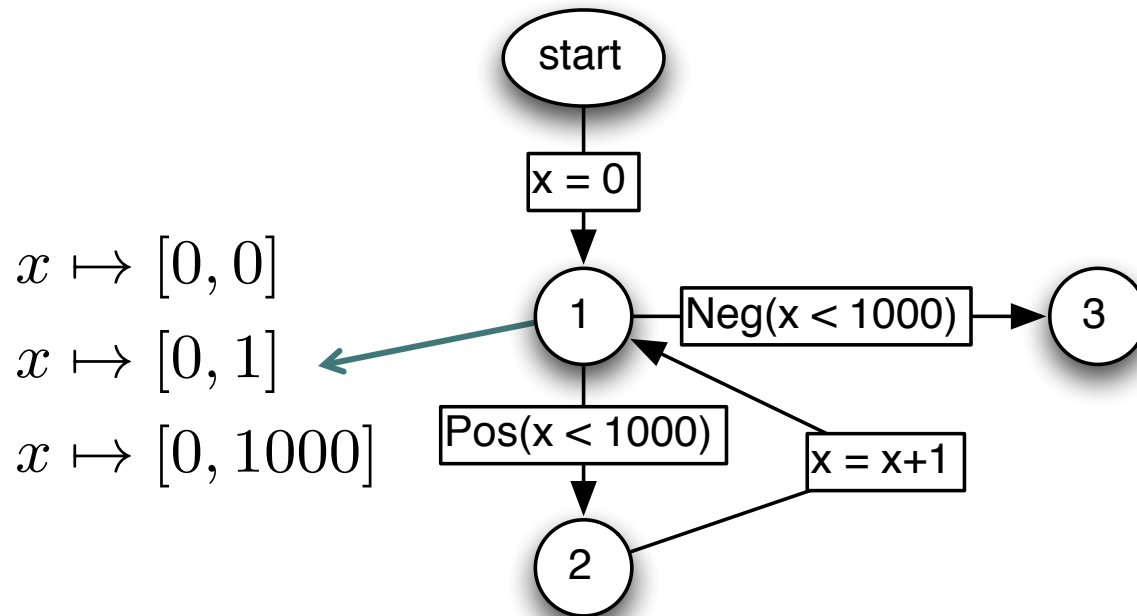 start
x = 0
x ↦ [0, 0]
x ↦ [0, 1]
x ↦ [0, 1000]
1
Neg(x < 1000)
3
Pos(x < 1000)
x = x+1
2